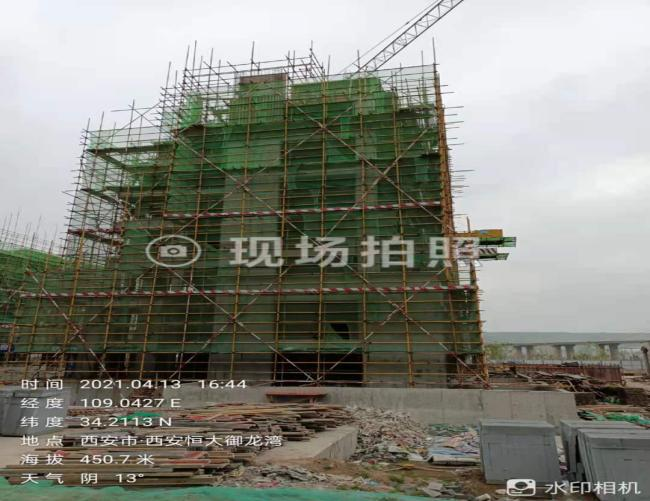 现场拍照
时间 2021.04.13 16:44
经度 109.0427 E
纬度 34.2113 N
地点 西安市·西安恒大御龙湾
海拔 450.7米
天气 阴 13°
水印相机